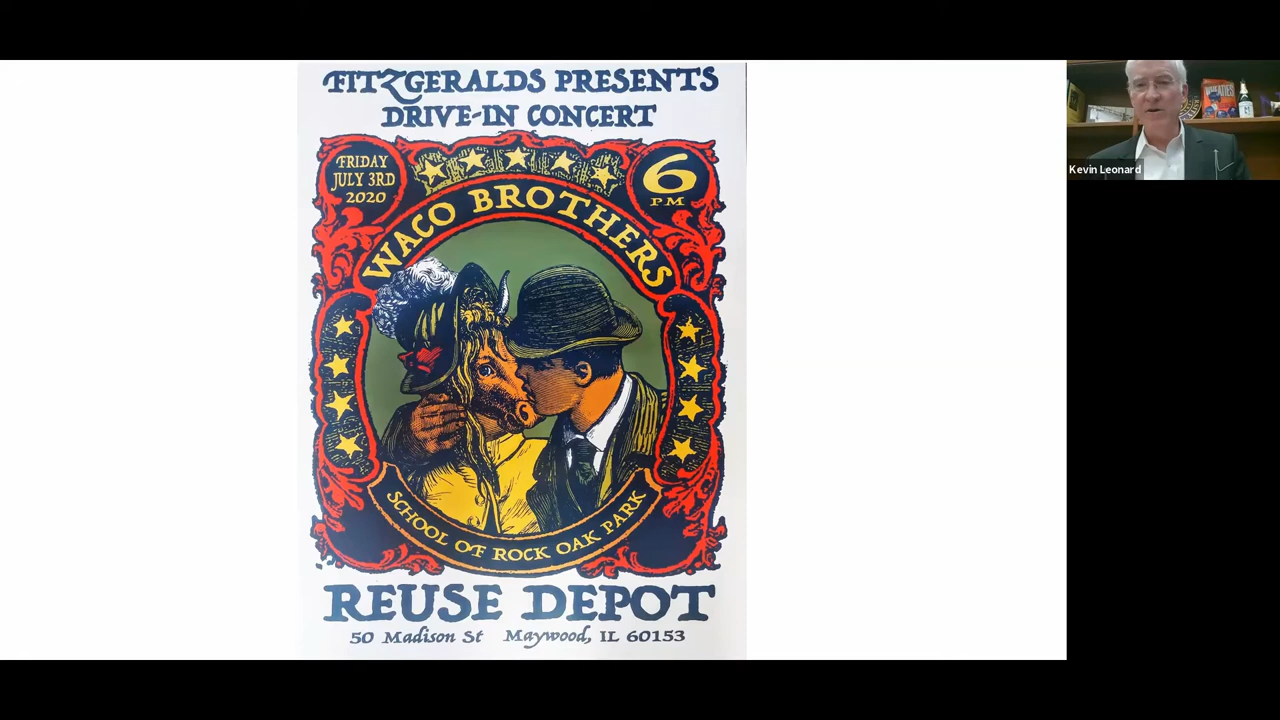 FITZGERALDS PRESENTS
DRIVE-IN CONCERT
FRIDAY
JULY 3RD
2020
6
PM
WACO BROTHERS
SCHOOL OF ROCK OAK PARK
REUSE DEPOT
50 Madison St Maywood, IL 60153
WHEATIES
Kevin Leonard